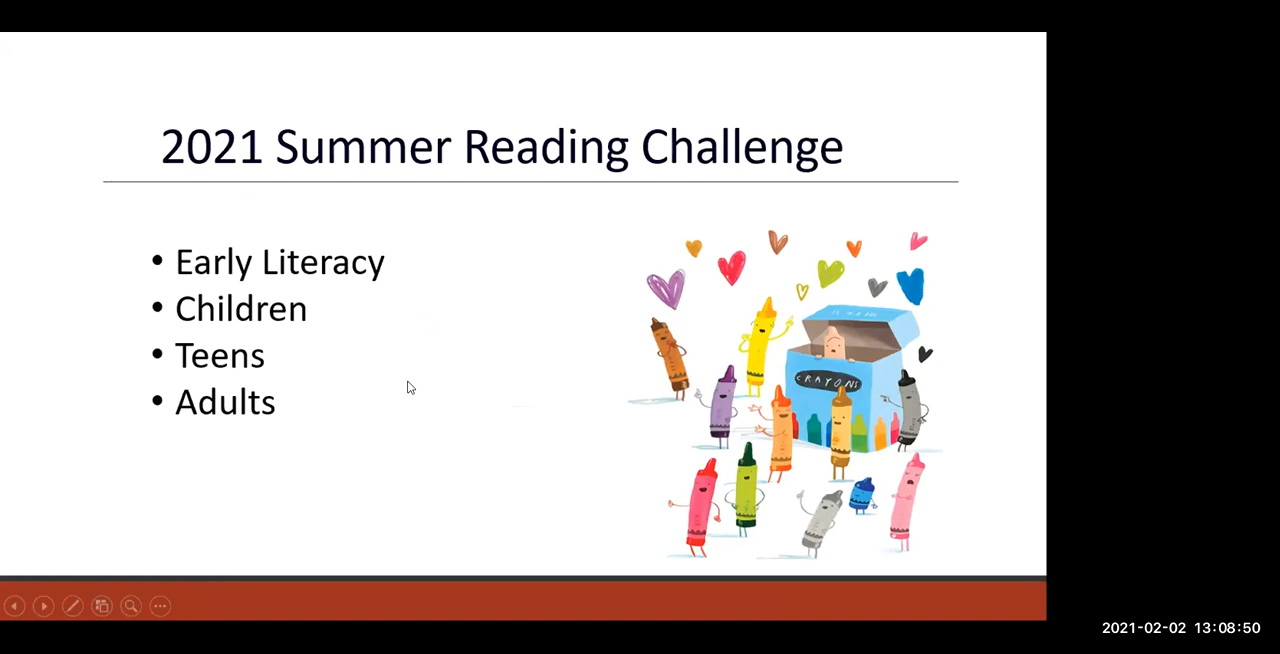 2021 Summer Reading Challenge
• Early Literacy
• Children
• Teens
• Adults
CRAYONS
2021-02-02 13:08:50